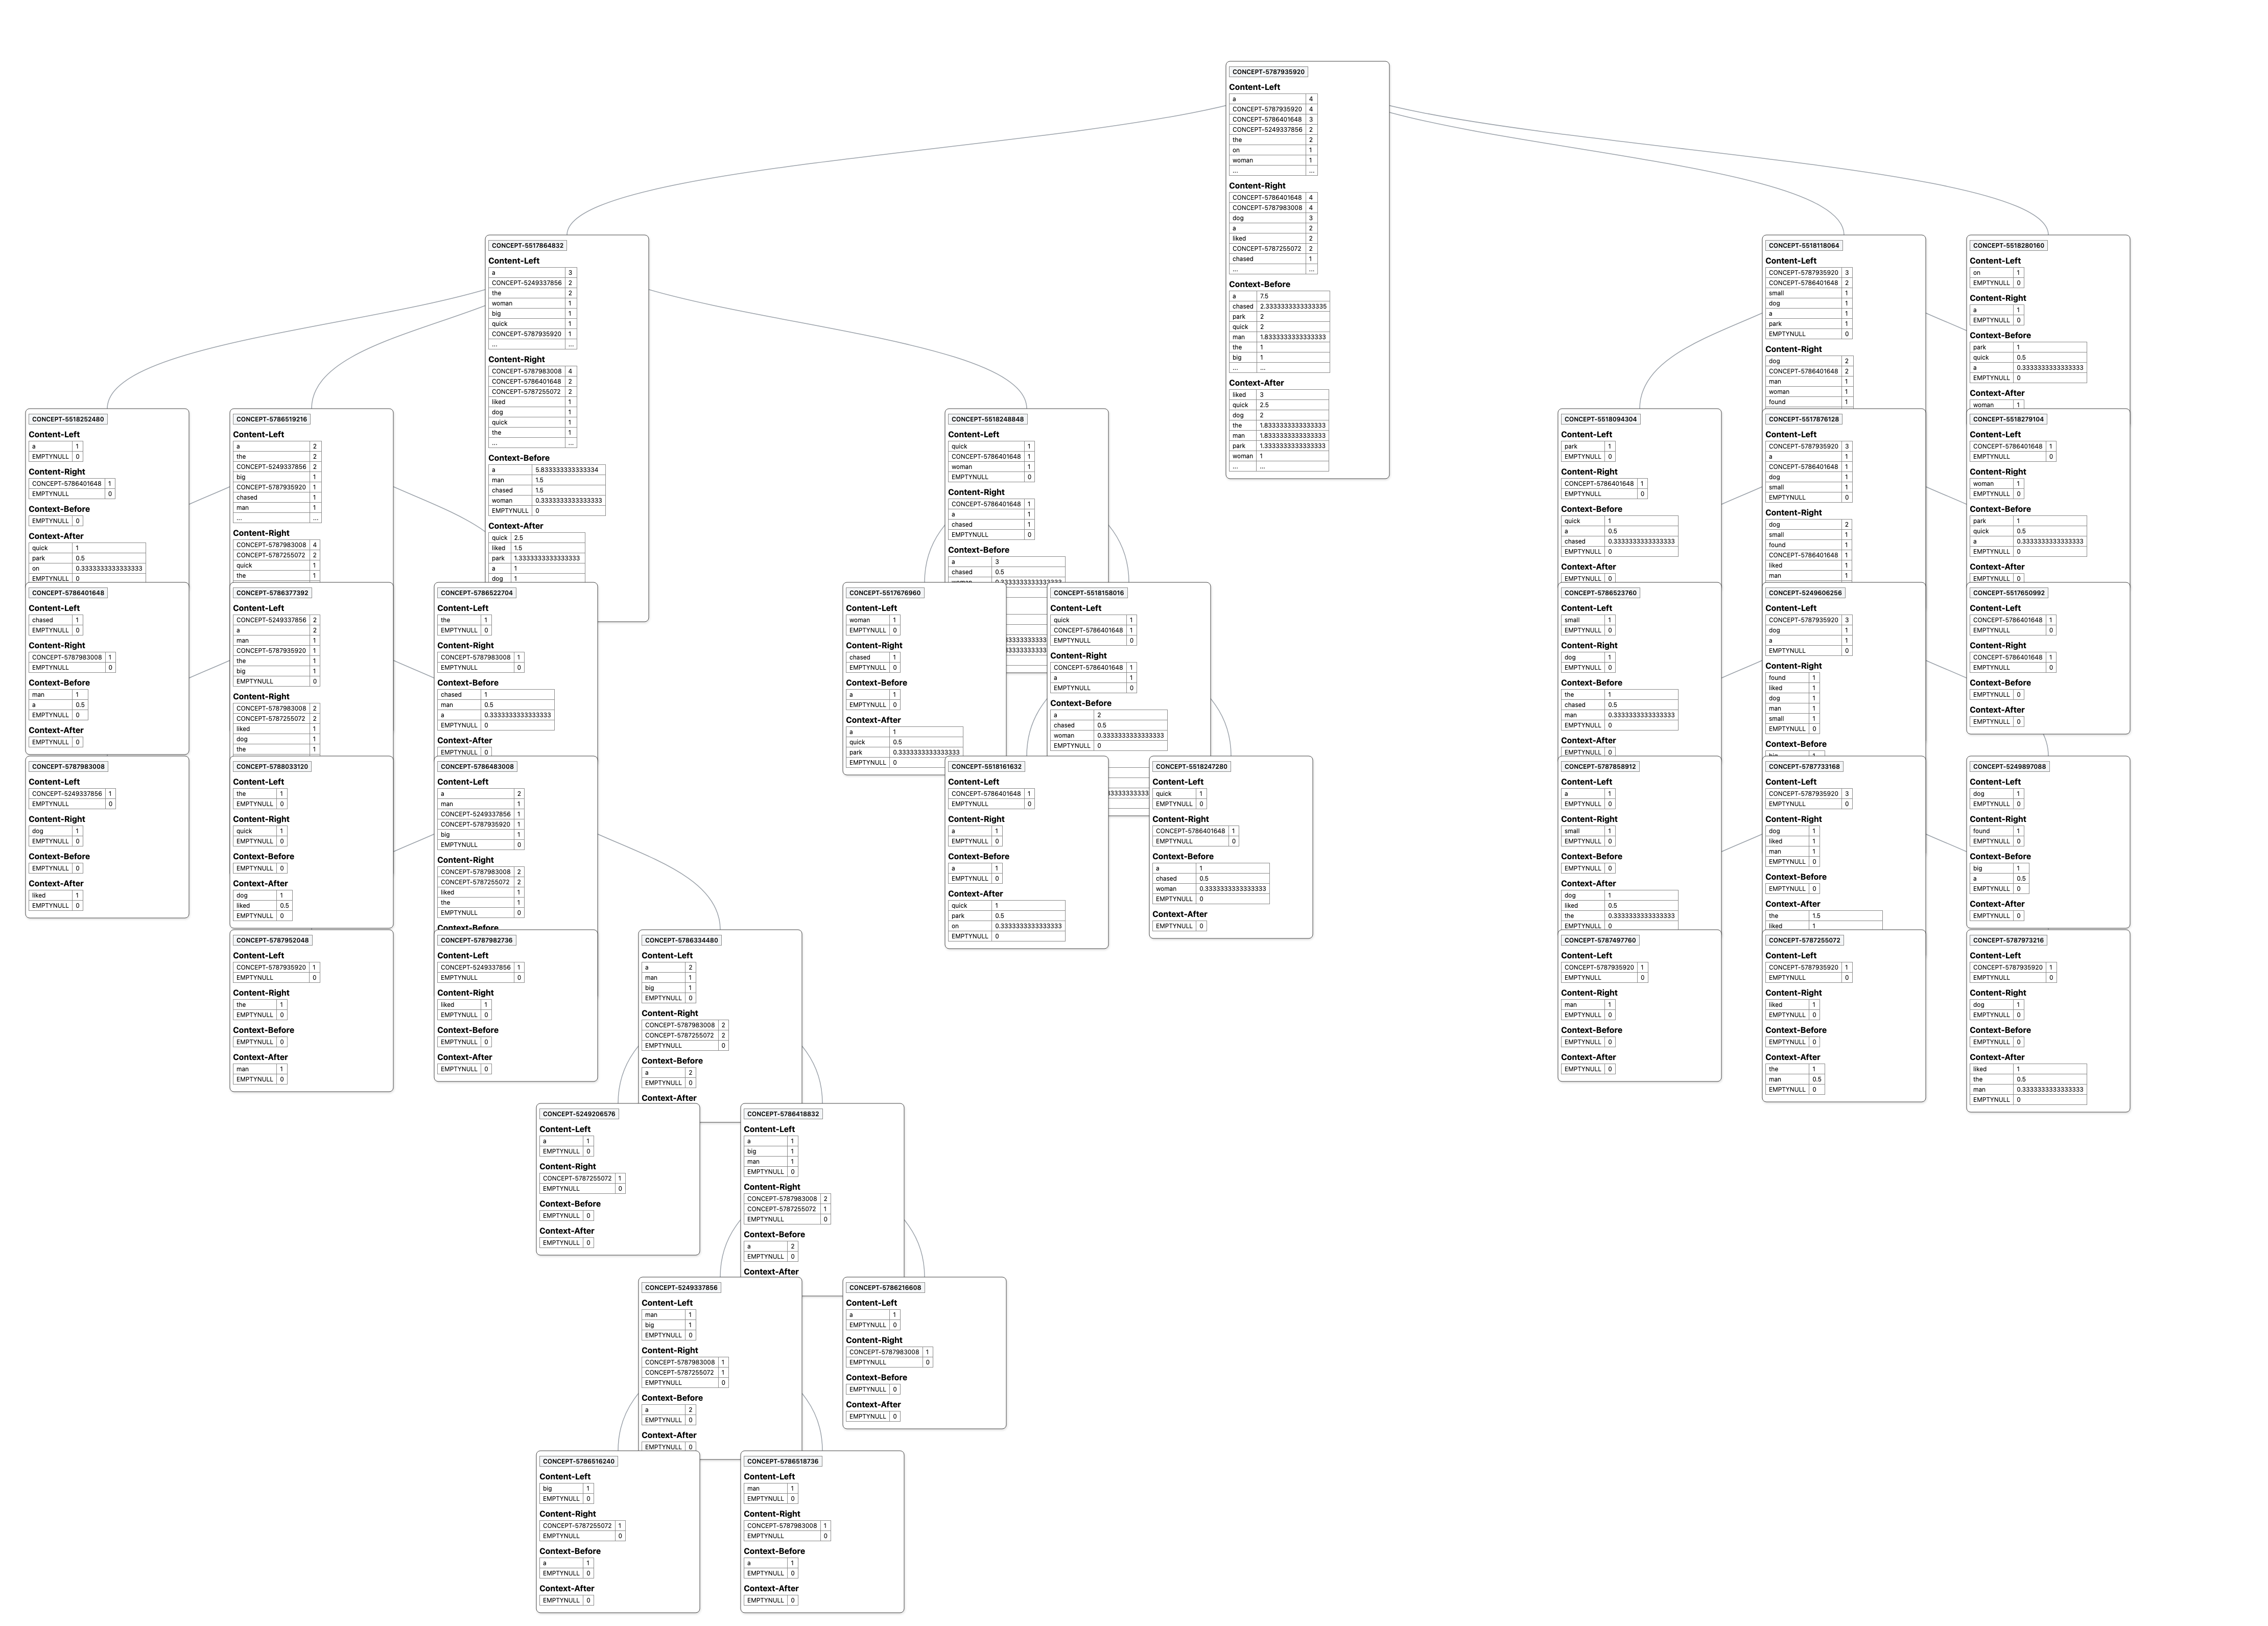 CONCEPT-5787935920
Content-Left
a 4
CONCEPT-5787935920 4
CONCEPT-5786401648 3
CONCEPT-5249337856 2
the 2
on 1
woman 1
... ...
Content-Right
CONCEPT-5786401648 4
CONCEPT-5787983008 4
dog 3
a 2
liked 2
CONCEPT-5787255072 2
chased 1
... ...
Context-Before
a 7.5
chased 2.3333333333333335
park 2
quick 2
man 1.8333333333333333
the 1
big 1
... ...
Context-After
liked 3
quick 2.5
dog 2
the 1.8333333333333333
man 1.8333333333333333
park 1.3333333333333333
woman 1
... ...
CONCEPT-5517864832
Content-Left
a 3
CONCEPT-5249337856 2
the 2
woman 1
big 1
quick 1
CONCEPT-5787935920 1
... ...
Content-Right
CONCEPT-5787983008 4
CONCEPT-5786401648 2
CONCEPT-5787255072 2
liked 1
dog 1
quick 1
the 1
... ...
Context-Before
a 5.833333333333334
man 1.5
chased 1.5
woman 0.3333333333333333
EMPTYNULL 0
Context-After
quick 2.5
liked 1.5
park 1.3333333333333333
a 1
dog 1
CONCEPT-5518118064
Content-Left
CONCEPT-5787935920 3
CONCEPT-5786401648 2
small 1
dog 1
a 1
park 1
EMPTYNULL 0
Content-Right
dog 2
CONCEPT-5786401648 2
man 1
woman 1
found 1
CONCEPT-5518280160
Content-Left
on 1
EMPTYNULL 0
Content-Right
a 1
EMPTYNULL 0
Context-Before
park 1
quick 0.5
a 0.3333333333333333
EMPTYNULL 0
Context-After
woman 1
CONCEPT-5518252480
Content-Left
a 1
EMPTYNULL 0
Content-Right
CONCEPT-5786401648 1
EMPTYNULL 0
Context-Before
EMPTYNULL 0
Context-After
quick 1
park 0.5
on 0.3333333333333333
EMPTYNULL 0
CONCEPT-5786519216
Content-Left
a 2
the 2
CONCEPT-5249337856 2
big 1
CONCEPT-5787935920 1
chased 1
man 1
... ...
Content-Right
CONCEPT-5787983008 4
CONCEPT-5787255072 2
quick 1
the 1
CONCEPT-5518248848
Content-Left
quick 1
CONCEPT-5786401648 1
woman 1
EMPTYNULL 0
Content-Right
CONCEPT-5786401648 1
a 1
chased 1
EMPTYNULL 0
Context-Before
a 3
chased 0.5
CONCEPT-5518094304
Content-Left
park 1
EMPTYNULL 0
Content-Right
CONCEPT-5786401648 1
EMPTYNULL 0
Context-Before
quick 1
a 0.5
chased 0.3333333333333333
EMPTYNULL 0
Context-After
EMPTYNULL 0
CONCEPT-5517876128
Content-Left
CONCEPT-5787935920 3
a 1
CONCEPT-5786401648 1
dog 1
small 1
EMPTYNULL 0
Content-Right
dog 2
small 1
found 1
CONCEPT-5786401648 1
liked 1
man 1
CONCEPT-5518279104
Content-Left
CONCEPT-5786401648 1
EMPTYNULL 0
Content-Right
woman 1
EMPTYNULL 0
Context-Before
park 1
quick 0.5
a 0.3333333333333333
EMPTYNULL 0
Context-After
EMPTYNULL 0
CONCEPT-5786401648
Content-Left
chased 1
EMPTYNULL 0
Content-Right
CONCEPT-5787983008 1
EMPTYNULL 0
Context-Before
man 1
a 0.5
EMPTYNULL 0
Context-After
EMPTYNULL 0
CONCEPT-5786377392
Content-Left
CONCEPT-5249337856 2
a 2
man 1
CONCEPT-5787935920 1
the 1
big 1
EMPTYNULL 0
Content-Right
CONCEPT-5787983008 2
CONCEPT-5787255072 2
liked 1
dog 1
the 1
CONCEPT-5786522704
Content-Left
the 1
EMPTYNULL 0
Content-Right
CONCEPT-5787983008 1
EMPTYNULL 0
Context-Before
chased 1
man 0.5
a 0.3333333333333333
EMPTYNULL 0
Context-After
EMPTYNULL 0
CONCEPT-5517676960
Content-Left
woman 1
EMPTYNULL 0
Content-Right
chased 1
EMPTYNULL 0
Context-Before
a 1
EMPTYNULL 0
Context-After
a 1
quick 0.5
park 0.3333333333333333
EMPTYNULL 0
CONCEPT-5518158016
Content-Left
quick 1
CONCEPT-5786401648 1
EMPTYNULL 0
Content-Right
CONCEPT-5786401648 1
a 1
EMPTYNULL 0
Context-Before
a 2
chased 0.5
woman 0.3333333333333333
EMPTYNULL 0
CONCEPT-5786523760
Content-Left
small 1
EMPTYNULL 0
Content-Right
dog 1
EMPTYNULL 0
Context-Before
the 1
chased 0.5
man 0.3333333333333333
EMPTYNULL 0
Context-After
EMPTYNULL 0
CONCEPT-5249606256
Content-Left
CONCEPT-5787935920 3
dog 1
a 1
EMPTYNULL 0
Content-Right
found 1
liked 1
dog 1
man 1
small 1
EMPTYNULL 0
Context-Before
CONCEPT-5517650992
Content-Left
CONCEPT-5786401648 1
EMPTYNULL 0
Content-Right
CONCEPT-5786401648 1
EMPTYNULL 0
Context-Before
EMPTYNULL 0
Context-After
EMPTYNULL 0
CONCEPT-5787983008
Content-Left
CONCEPT-5249337856 1
EMPTYNULL 0
Content-Right
dog 1
EMPTYNULL 0
Context-Before
EMPTYNULL 0
Context-After
liked 1
EMPTYNULL 0
CONCEPT-5788033120
Content-Left
the 1
EMPTYNULL 0
Content-Right
quick 1
EMPTYNULL 0
Context-Before
EMPTYNULL 0
Context-After
dog 1
liked 0.5
EMPTYNULL 0
CONCEPT-5786483008
Content-Left
a 2
man 1
CONCEPT-5249337856 1
CONCEPT-5787935920 1
big 1
EMPTYNULL 0
Content-Right
CONCEPT-5787983008 2
CONCEPT-5787255072 2
liked 1
the 1
EMPTYNULL 0
Context-Before
CONCEPT-5518161632
Content-Left
CONCEPT-5786401648 1
EMPTYNULL 0
Content-Right
a 1
EMPTYNULL 0
Context-Before
a 1
EMPTYNULL 0
Context-After
quick 1
park 0.5
on 0.3333333333333333
EMPTYNULL 0
CONCEPT-5518247280
Content-Left
quick 1
EMPTYNULL 0
Content-Right
CONCEPT-5786401648 1
EMPTYNULL 0
Context-Before
a 1
chased 0.5
woman 0.3333333333333333
EMPTYNULL 0
Context-After
EMPTYNULL 0
CONCEPT-5787858912
Content-Left
a 1
EMPTYNULL 0
Content-Right
small 1
EMPTYNULL 0
Context-Before
EMPTYNULL 0
Context-After
dog 1
liked 0.5
the 0.3333333333333333
EMPTYNULL 0
CONCEPT-5787733168
Content-Left
CONCEPT-5787935920 3
EMPTYNULL 0
Content-Right
dog 1
liked 1
man 1
EMPTYNULL 0
Context-Before
EMPTYNULL 0
Context-After
the 1.5
liked 1
CONCEPT-5249897088
Content-Left
dog 1
EMPTYNULL 0
Content-Right
found 1
EMPTYNULL 0
Context-Before
big 1
a 0.5
EMPTYNULL 0
Context-After
EMPTYNULL 0
CONCEPT-5787952048
Content-Left
CONCEPT-5787935920 1
EMPTYNULL 0
Content-Right
the 1
EMPTYNULL 0
Context-Before
EMPTYNULL 0
Context-After
man 1
EMPTYNULL 0
CONCEPT-5787982736
Content-Left
CONCEPT-5249337856 1
EMPTYNULL 0
Content-Right
liked 1
EMPTYNULL 0
Context-Before
EMPTYNULL 0
Context-After
EMPTYNULL 0
CONCEPT-5786334480
Content-Left
a 2
man 1
big 1
EMPTYNULL 0
Content-Right
CONCEPT-5787983008 2
CONCEPT-5787255072 2
EMPTYNULL 0
Context-Before
a 2
EMPTYNULL 0
Context-After
CONCEPT-5787497760
Content-Left
CONCEPT-5787935920 1
EMPTYNULL 0
Content-Right
man 1
EMPTYNULL 0
Context-Before
EMPTYNULL 0
Context-After
EMPTYNULL 0
CONCEPT-5787255072
Content-Left
CONCEPT-5787935920 1
EMPTYNULL 0
Content-Right
liked 1
EMPTYNULL 0
Context-Before
EMPTYNULL 0
Context-After
the 1
man 0.5
EMPTYNULL 0
CONCEPT-5787973216
Content-Left
CONCEPT-5787935920 1
EMPTYNULL 0
Content-Right
dog 1
EMPTYNULL 0
Context-Before
EMPTYNULL 0
Context-After
liked 1
the 0.5
man 0.3333333333333333
EMPTYNULL 0
CONCEPT-5249206576
Content-Left
a 1
EMPTYNULL 0
Content-Right
CONCEPT-5787255072 1
EMPTYNULL 0
Context-Before
EMPTYNULL 0
Context-After
EMPTYNULL 0
CONCEPT-5786418832
Content-Left
a 1
big 1
man 1
EMPTYNULL 0
Content-Right
CONCEPT-5787983008 2
CONCEPT-5787255072 1
EMPTYNULL 0
Context-Before
a 2
EMPTYNULL 0
Context-After
CONCEPT-5249337856
Content-Left
man 1
big 1
EMPTYNULL 0
Content-Right
CONCEPT-5787983008 1
CONCEPT-5787255072 1
EMPTYNULL 0
Context-Before
a 2
EMPTYNULL 0
Context-After
EMPTYNULL 0
CONCEPT-5786216608
Content-Left
a 1
EMPTYNULL 0
Content-Right
CONCEPT-5787983008 1
EMPTYNULL 0
Context-Before
EMPTYNULL 0
Context-After
EMPTYNULL 0
CONCEPT-5786516240
Content-Left
big 1
EMPTYNULL 0
Content-Right
CONCEPT-5787255072 1
EMPTYNULL 0
Context-Before
a 1
EMPTYNULL 0
Context-After
EMPTYNULL 0
CONCEPT-5786518736
Content-Left
man 1
EMPTYNULL 0
Content-Right
CONCEPT-5787983008 1
EMPTYNULL 0
Context-Before
a 1
EMPTYNULL 0
Context-After
EMPTYNULL 0